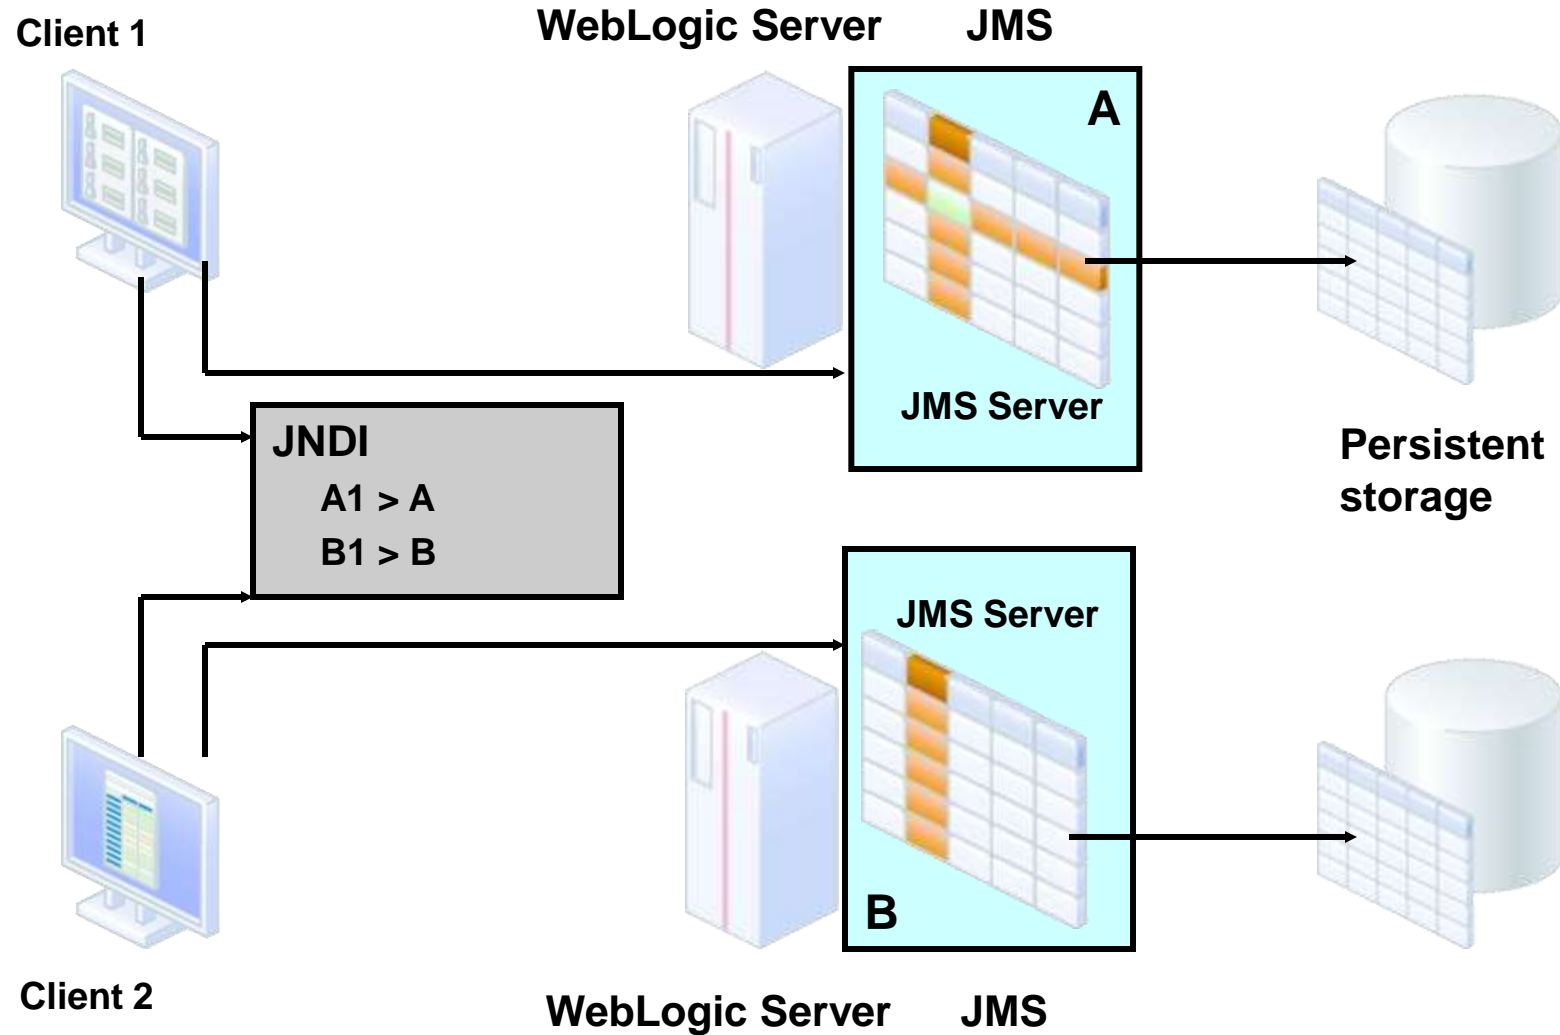 Client 1
WebLogic Server JMS
A
JMS Server
JNDI
A1 > A
B1 > B
Persistent
storage
JMS Server
B
Client 2
WebLogic Server JMS